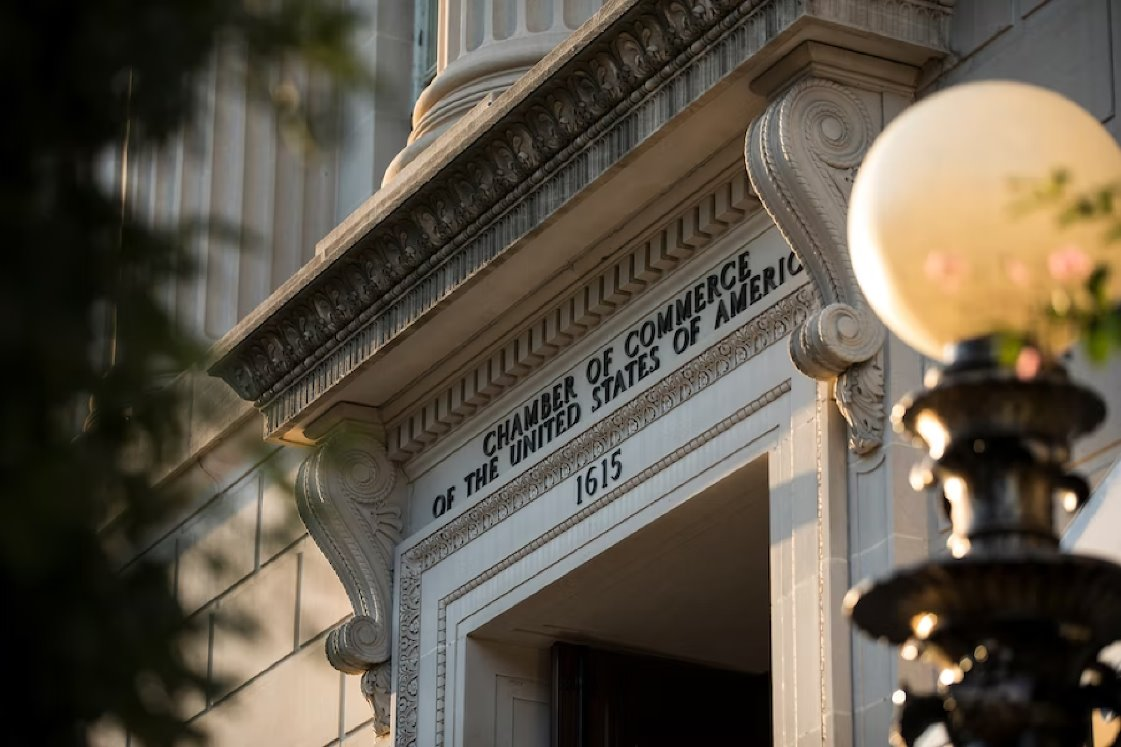 CHAMBER OF COMMERCE
OF THE UNITED STATES OF AMERICA
1615